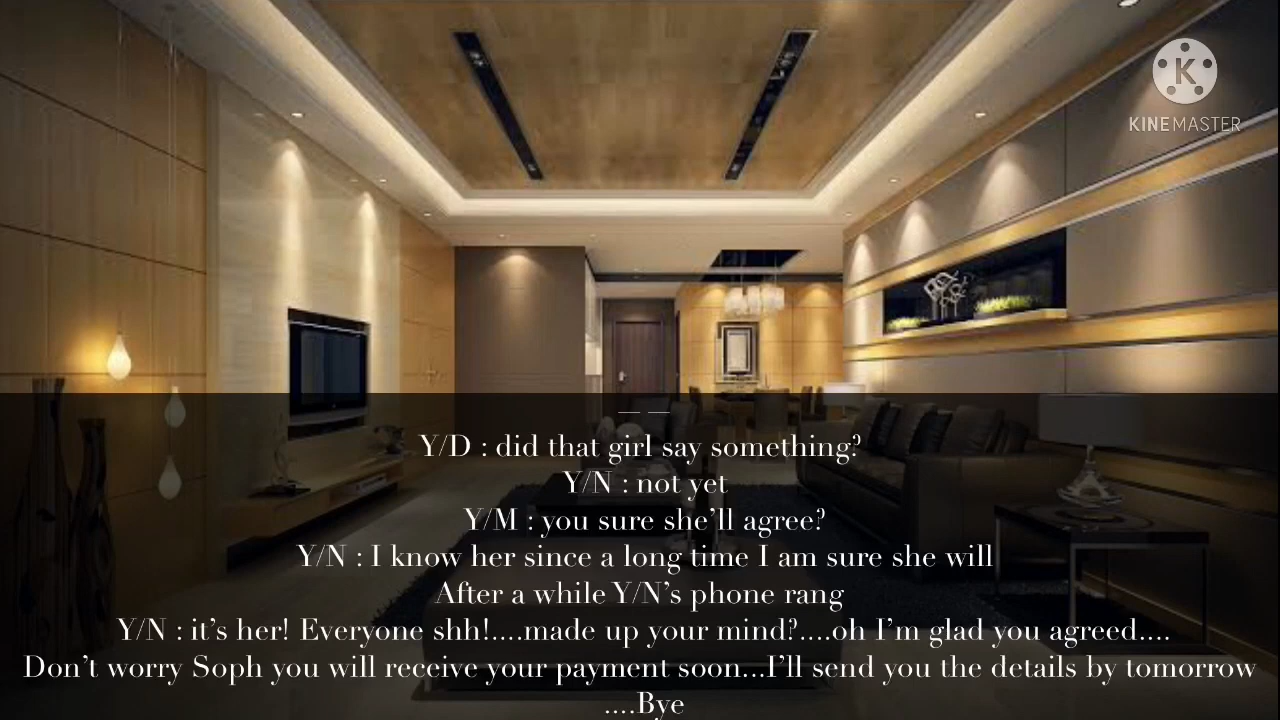 K
KINEMASTER
— —
Y/D : did that girl say something?
Y/N : not yet
Y/M : you sure she’ll agree?
Y/N : I know her since a long time I am sure she will
After a while Y/N’s phone rang
Y/N : it’s her! Everyone shh!....made up your mind?....oh I’m glad you agreed....
Don’t worry Soph you will receive your payment soon...I’ll send you the details by tomorrow
....Bye